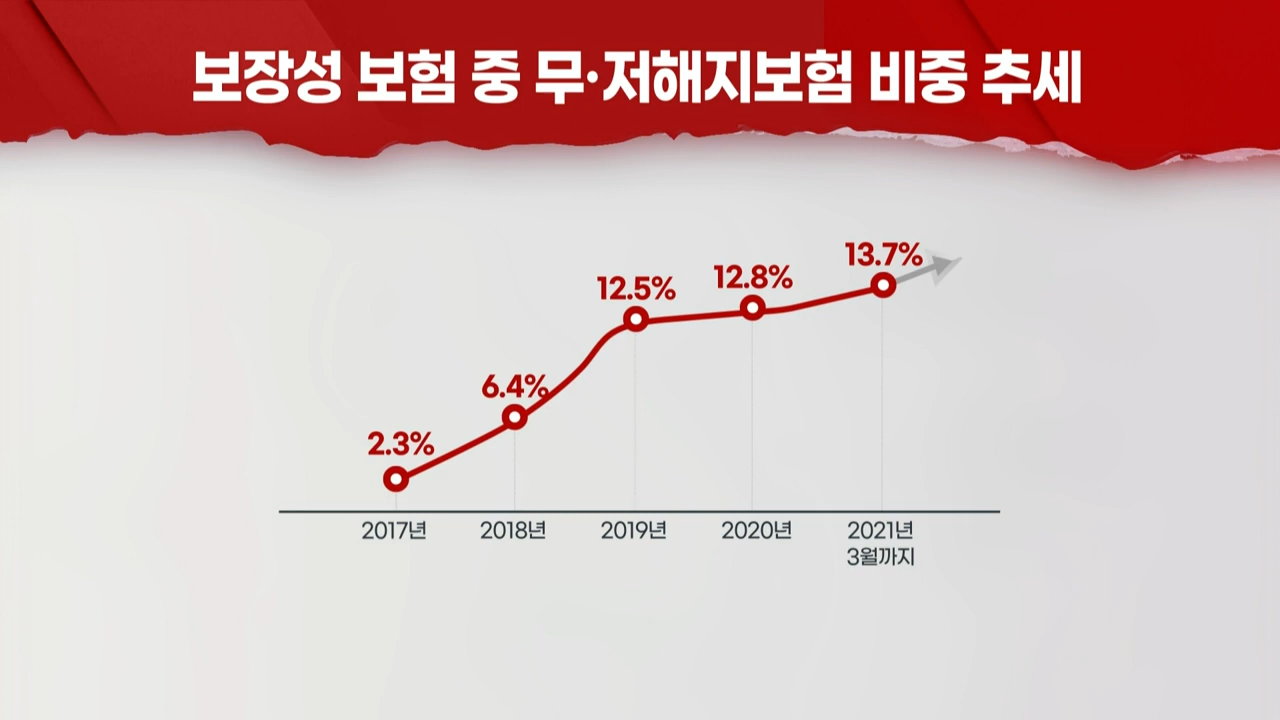 보장성 보험 중 무·저해지보험 비중 추세
13.7%
12.8%
12.5%
6.4%
2.3%
2017년 2018년 2019년 2020년 2021년
3월까지